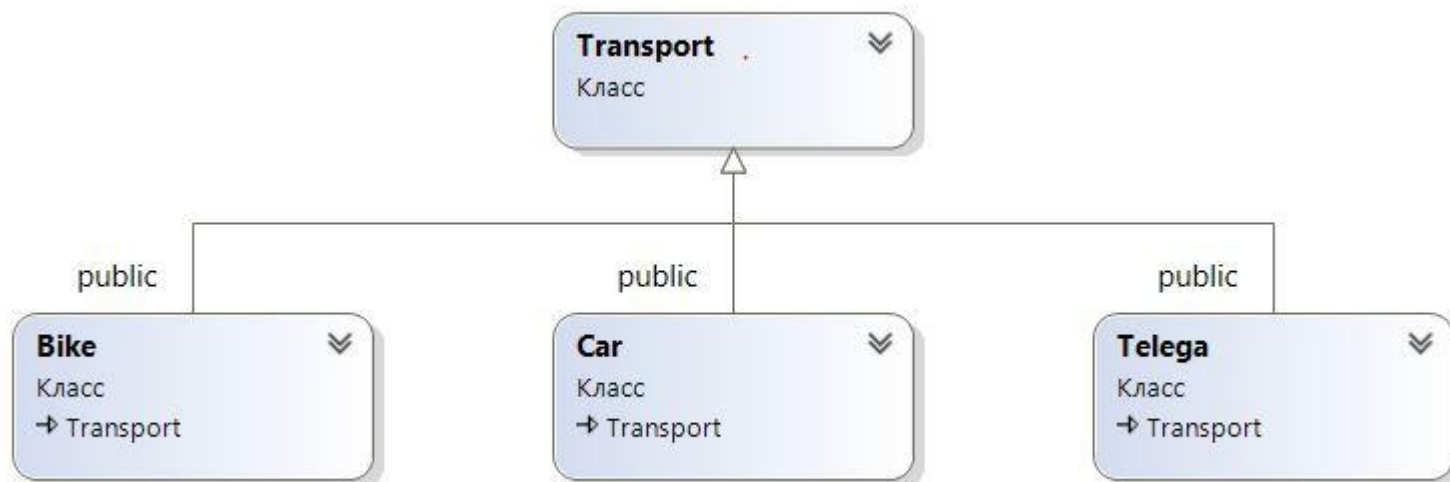 Transport
Класс
public
public
public
Bike
Класс
Transport
Car
Класс
Transport
Telega
Класс
Transport